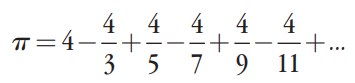 π = 4 − 4/3 + 4/5 − 4/7 + 4/9 − 4/11 + ...